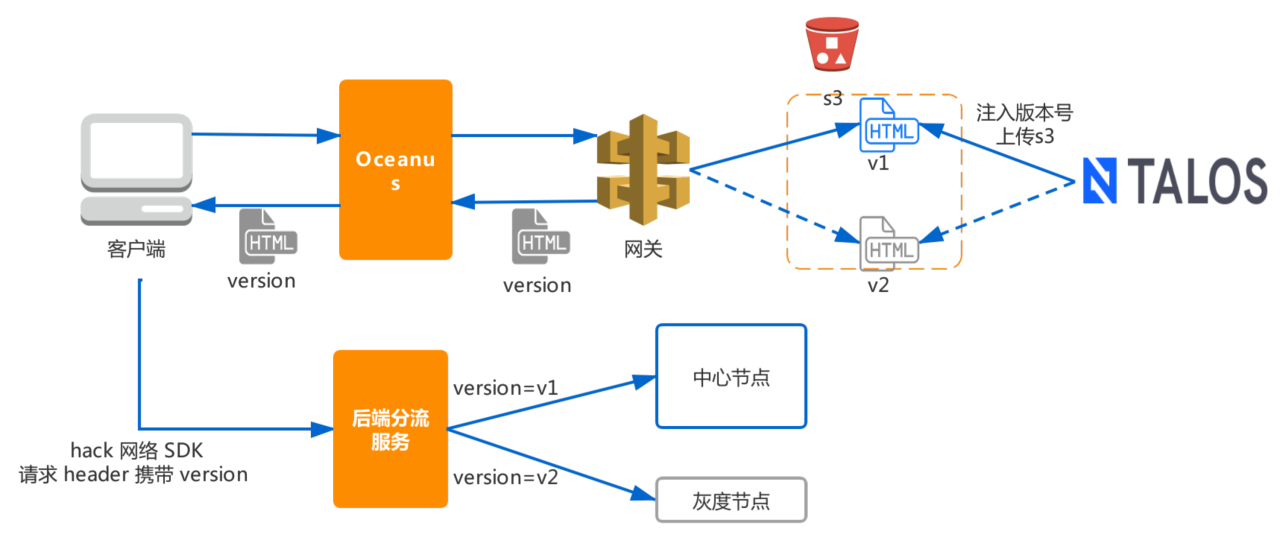 s3
注入版本号
上传s3
HTML
v1
Oceanu
s
TALOS
客户端
HTML
version
HTML
version
网关
HTML
v2
hack 网络 SDK
请求 header 携带 version
后端分流
服务
version=v1
中心节点
version=v2
灰度节点